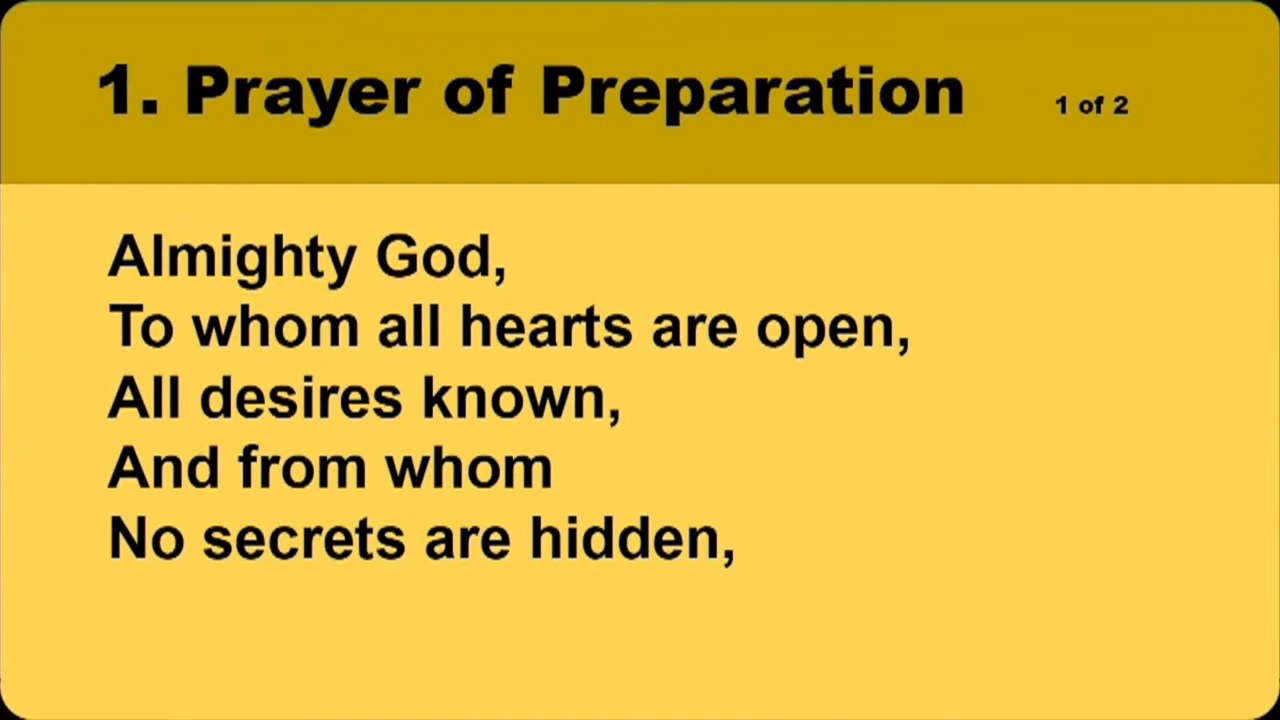 1. Prayer of Preparation 1 of 2
Almighty God,
To whom all hearts are open,
All desires known,
And from whom
No secrets are hidden,